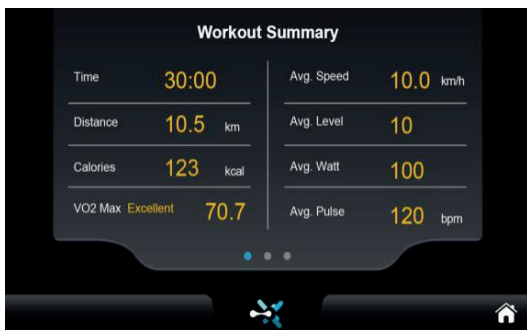 Workout Summary
Time 30:00
Distance 10.5 km
Calories 123 kcal
VO2 Max Excellent 70.7
Avg. Speed 10.0 km/h
Avg. Level 10
Avg. Watt 100
Avg. Pulse 120 bpm